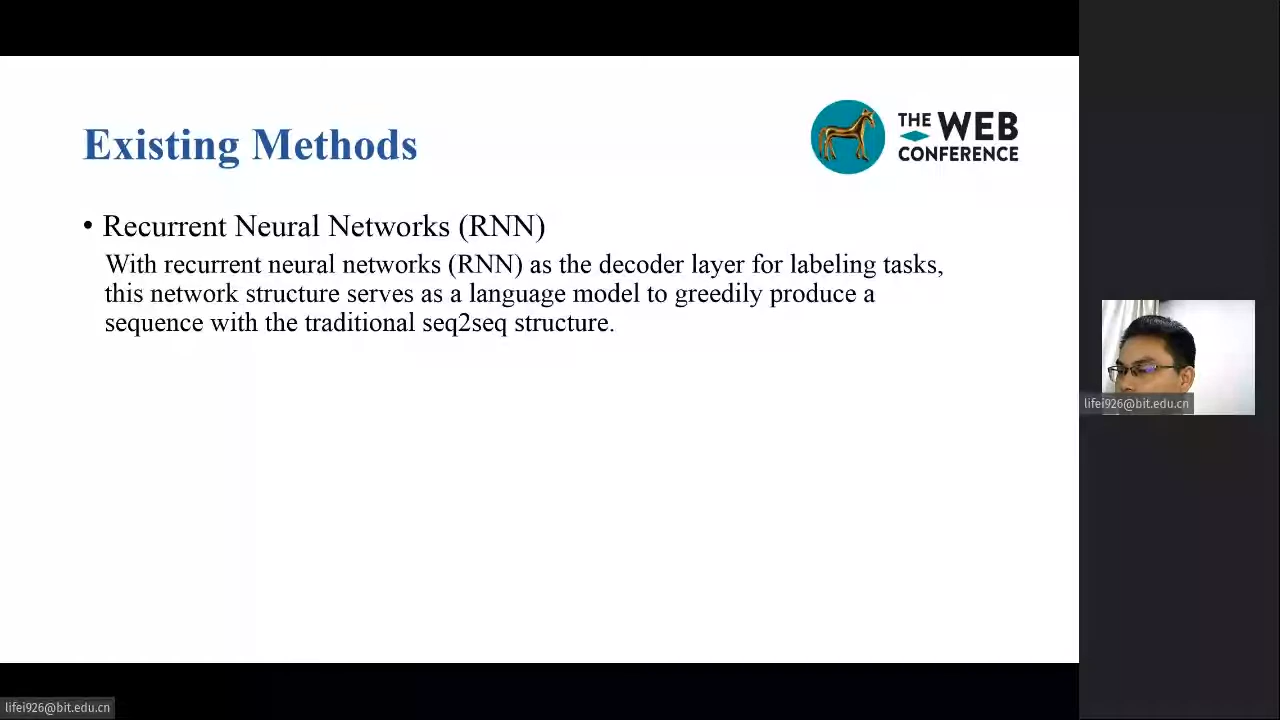 Existing Methods
THE WEB
CONFERENCE
• Recurrent Neural Networks (RNN)
With recurrent neural networks (RNN) as the decoder layer for labeling tasks,
this network structure serves as a language model to greedily produce a
sequence with the traditional seq2seq structure.
lifei926@bit.edu.cn
lifei926@bit.edu.cn